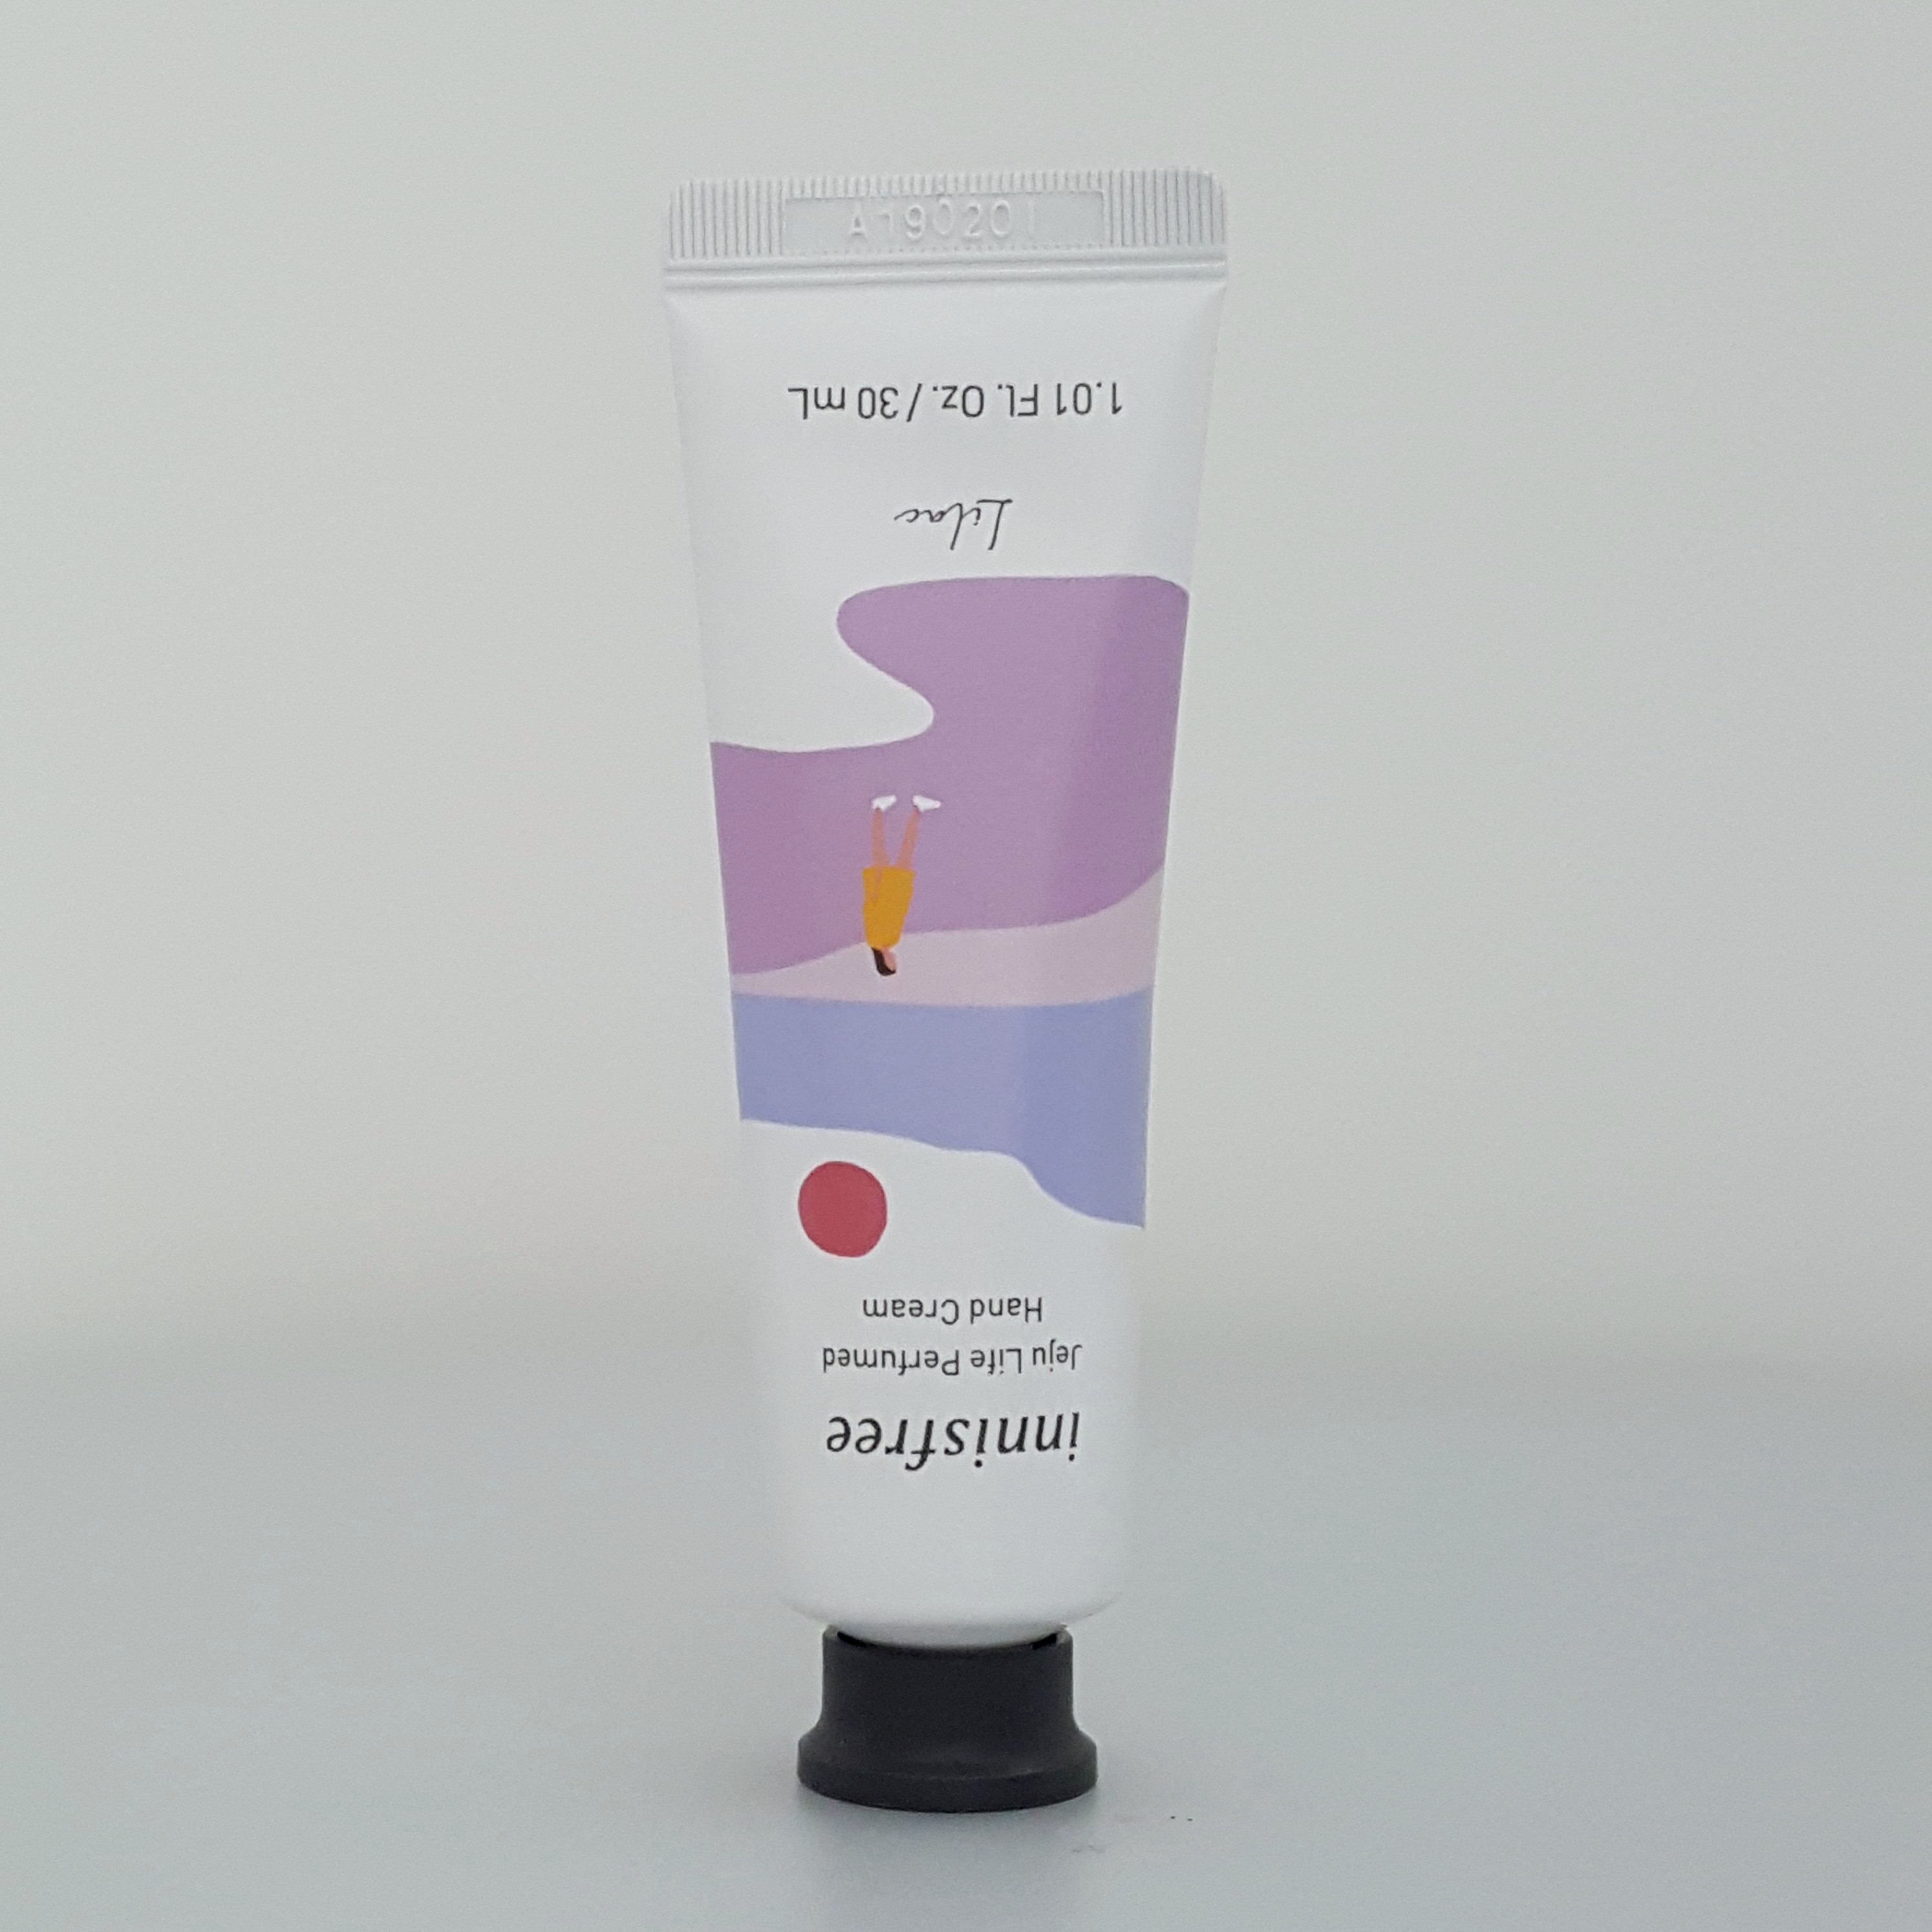 innisfree
Jeju Life Perfumed
Hand Cream
Lilac
1.01 Fl. Oz. / 30 mL
A190201